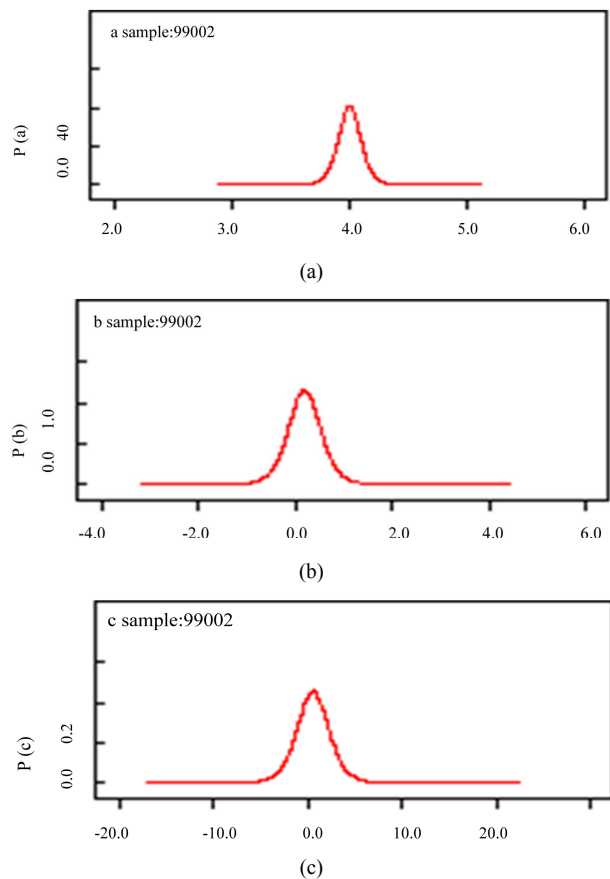 a sample:99002
P (a)
40
0.0
2.0 3.0 4.0 5.0 6.0
(a)
b sample:99002
P (b)
1.0
0.0
-4.0 -2.0 0.0 2.0 4.0 6.0
(b)
c sample:99002
P (c)
0.2
0.0
-20.0 -10.0 0.0 10.0 20.0
(c)